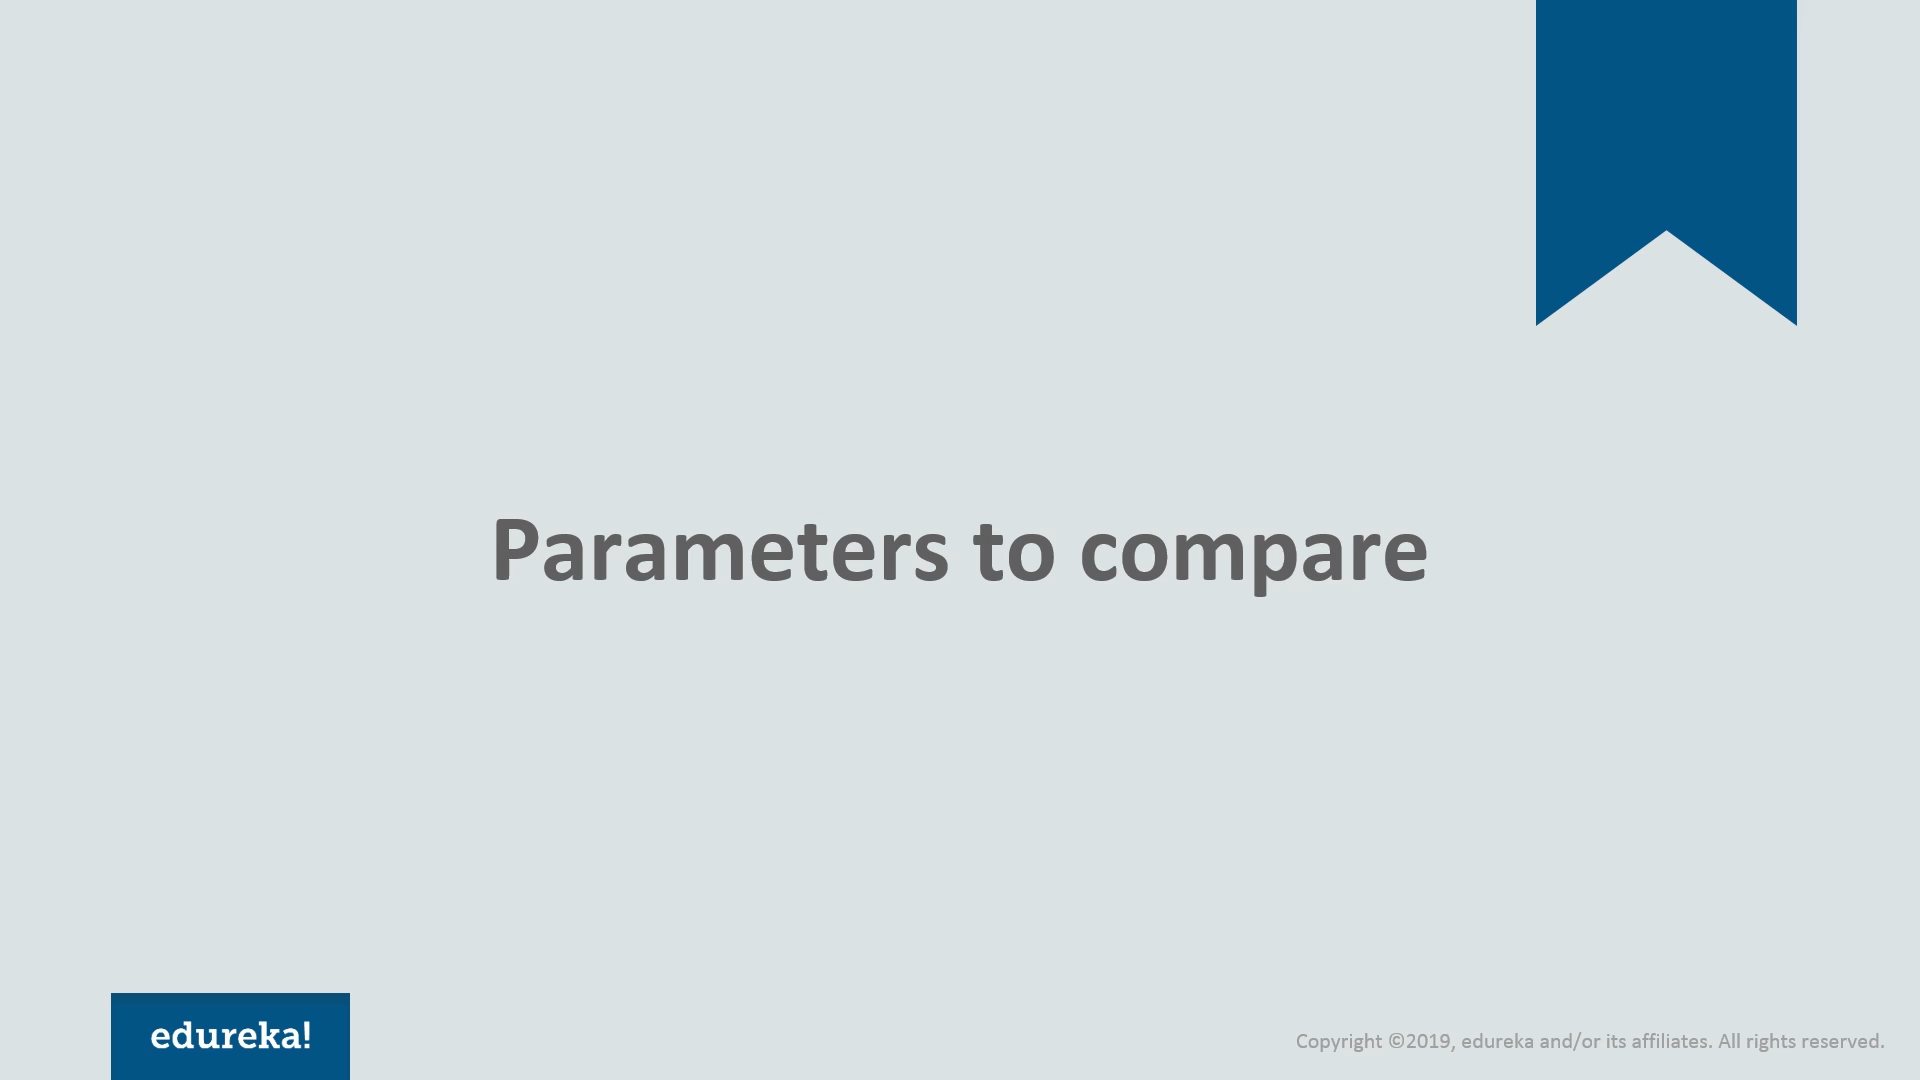 Parameters to compare
edureka!
Copyright ©2019, edureka and/or its affiliates. All rights reserved.